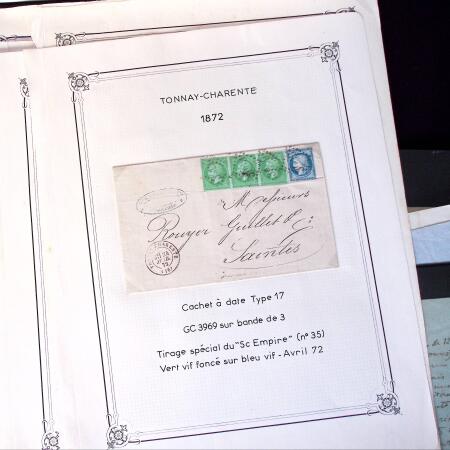 TONNAY-CHARENTE
1872
Messieurs
Rouyer Guillet & Cie
Saintes
Cachet à date Type 17
GC 3969 sur bande de 3
Tirage spécial du "Sc Empire" (n° 35)
Vert vif foncé sur bleu vif - Avril 72